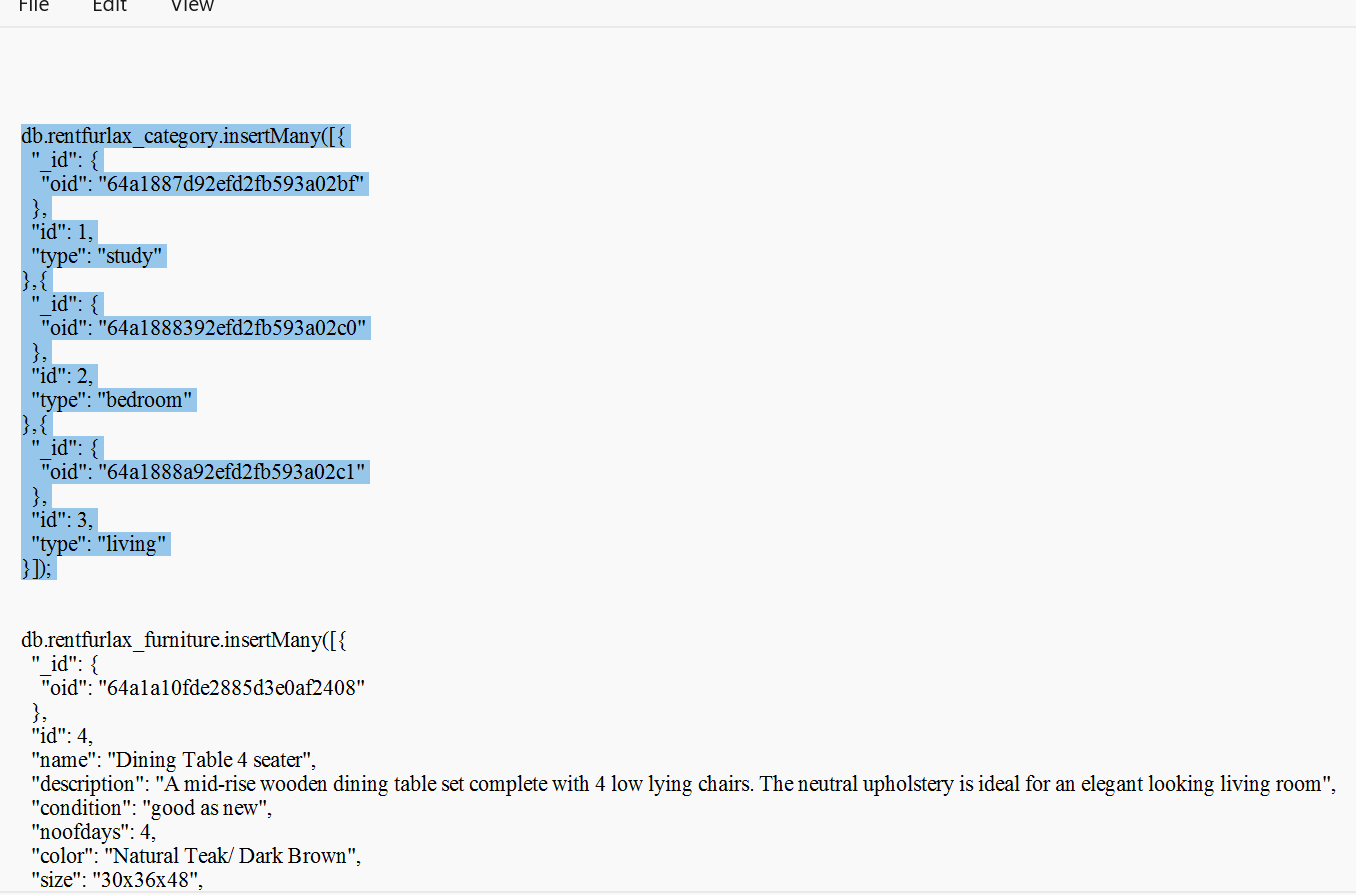 File Edit View
db.rentfurlax_category.insertMany([{
"_id": {
"oid": "64a1887d92efd2fb593a02bf"
},
"id": 1,
"type": "study"
},{
"_id": {
"oid": "64a1888392efd2fb593a02c0"
},
"id": 2,
"type": "bedroom"
},{
"_id": {
"oid": "64a1888a92efd2fb593a02c1"
},
"id": 3,
"type": "living"
}]);
db.rentfurlax_furniture.insertMany([{
"_id": {
"oid": "64a1a10fde2885d3e0af2408"
},
"id": 4,
"name": "Dining Table 4 seater",
"description": "A mid-rise wooden dining table set complete with 4 low lying chairs. The neutral upholstery is ideal for an elegant looking living room",
"condition": "good as new",
"noofdays": 4,
"color": "Natural Teak/ Dark Brown",
"size": "30x36x48",